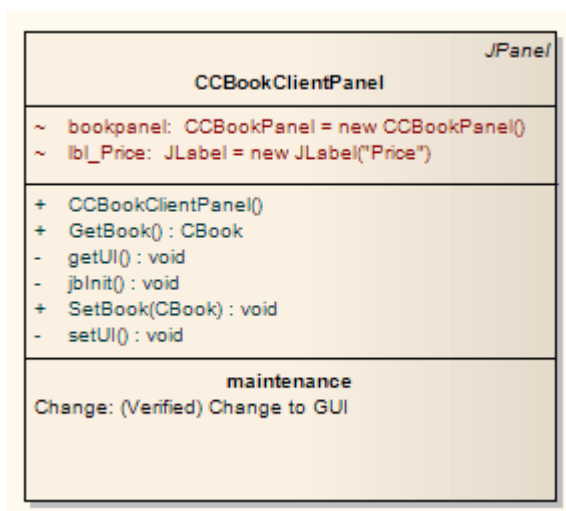 JPanel
CCBookClientPanel
~ bookpanel: CCBookPanel = new CCBookPanel()
~ lbl_Price: JLabel = new JLabel("Price")
+ CCBookClientPanel()
+ GetBook() : CBook
- getUI() : void
- jbInit() : void
+ SetBook(CBook) : void
- setUI() : void
maintenance
Change: (Verified) Change to GUI